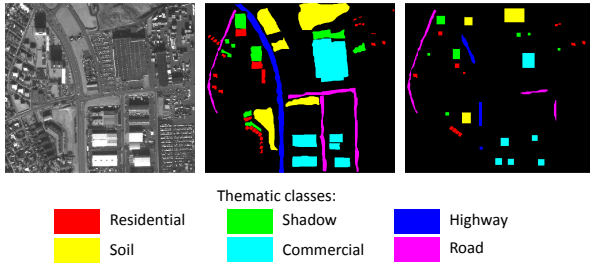 Thematic classes:
Residential Shadow Highway
Soil Commercial Road